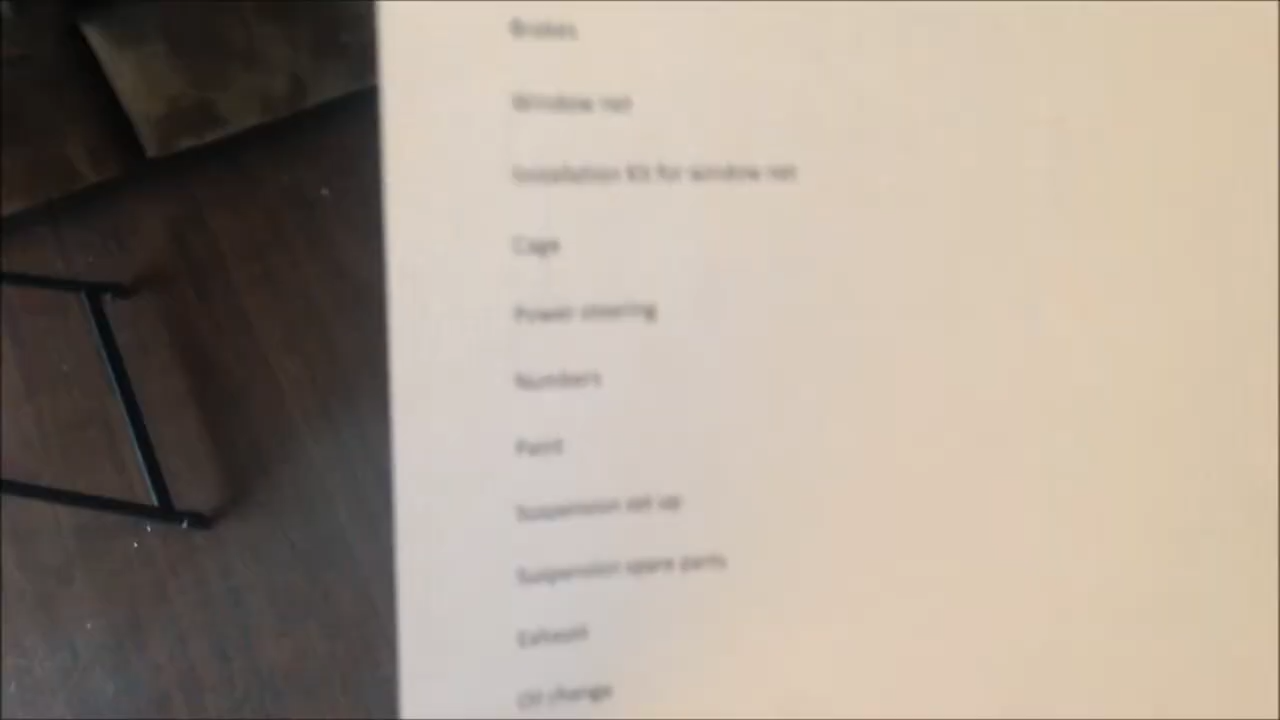 Brakes
Window net
Installation Kit for window net
Cage
Power steering
Numbers
Paint
Suspension set up
Suspension spare parts
Exhaust
Oil change